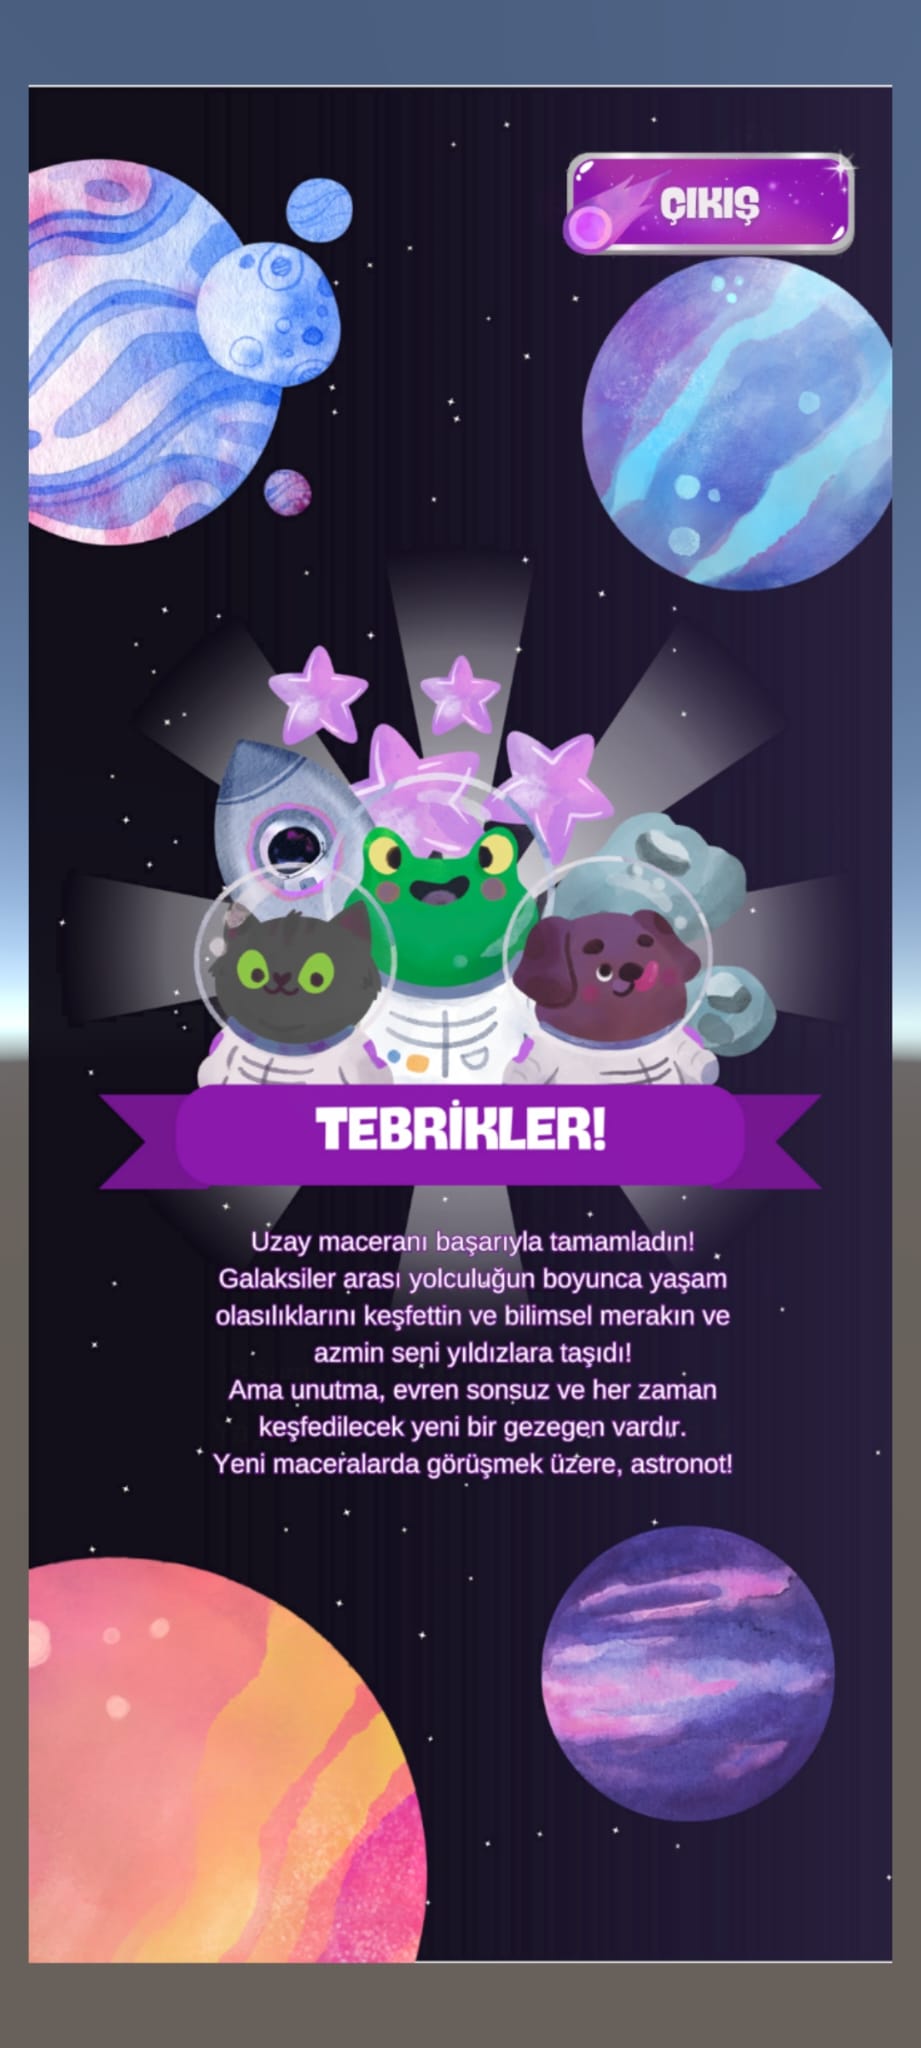 ÇIKIŞ
TEBRİKLER!
Uzay maceranı başarıyla tamamladın!
Galaksiler arası yolculuğun boyunca yaşam
olasılıklarını keşfettin ve bilimsel merakın ve
azmin seni yıldızlara taşıdı!
Ama unutma, evren sonsuz ve her zaman
keşfedilecek yeni bir gezegen vardır.
Yeni maceralarda görüşmek üzere, astronot!